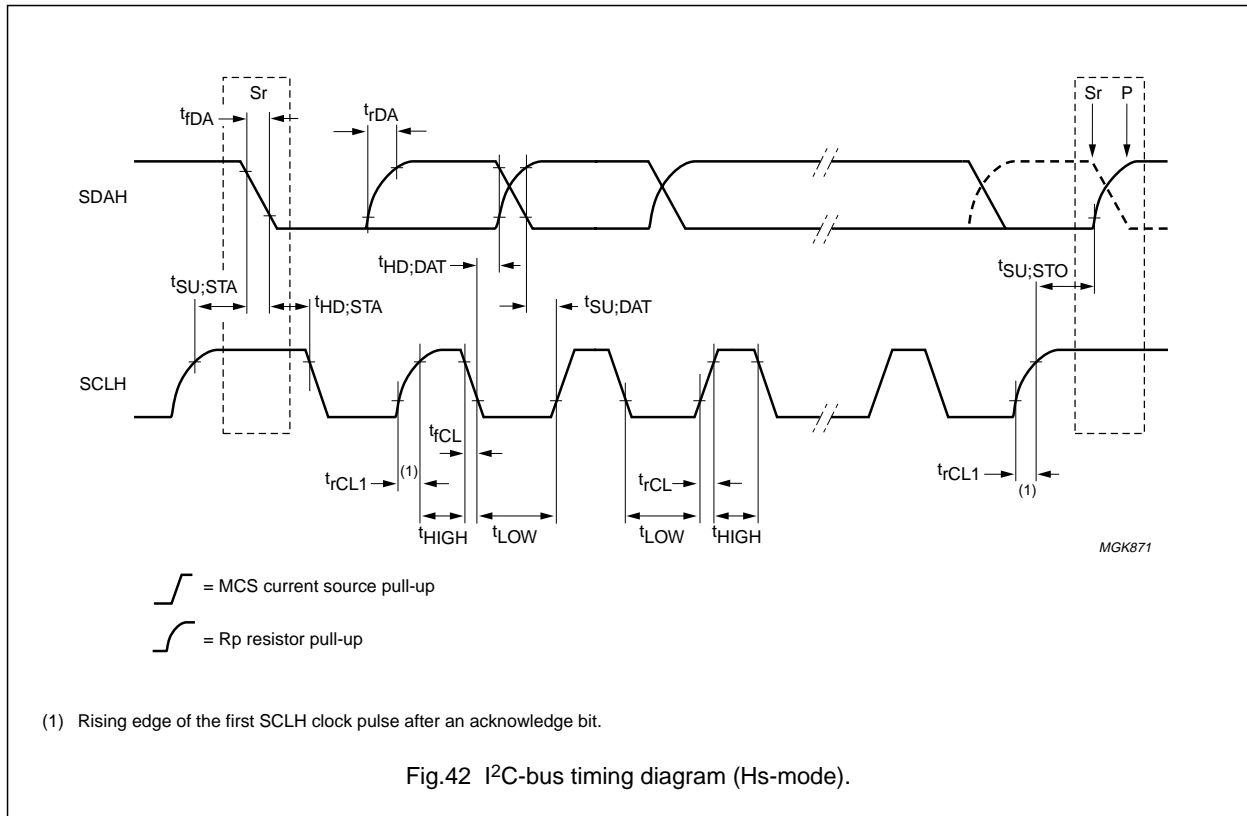 Sr
Sr P
tfDA
trDA
SDAH
tHD;DAT
tSU;STA
tHD;STA
tSU;DAT
tSU;STO
SCLH
tfCL
trCL1 (1)
trCL
trCL1 (1)
tHIGH
tLOW
tLOW
tHIGH
MGK871
= MCS current source pull-up
= Rp resistor pull-up
(1) Rising edge of the first SCLH clock pulse after an acknowledge bit.
Fig.42 I²C-bus timing diagram (Hs-mode).